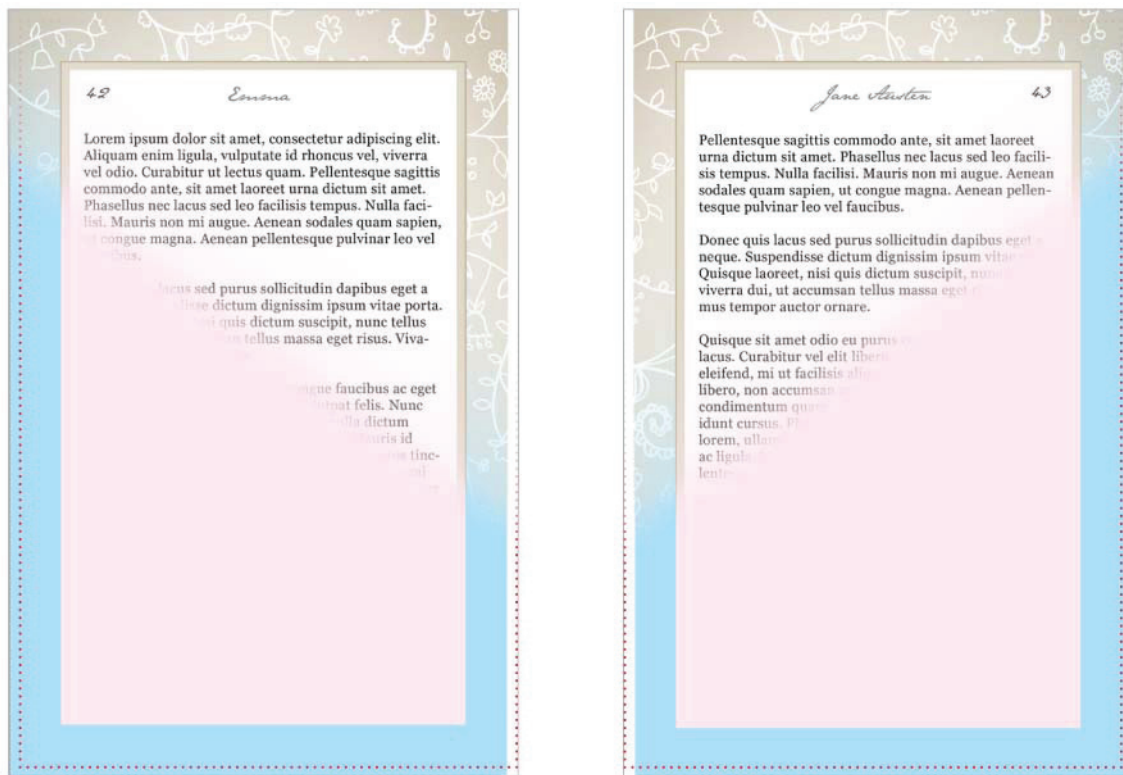 42
Emma
Lorem ipsum dolor sit amet, consectetur adipiscing elit.
Aliquam enim ligula, vulputate id rhoncus vel, viverra
vel odio. Curabitur ut lectus quam. Pellentesque sagittis
commodo ante, sit amet laoreet urna dictum sit amet.
Phasellus nec lacus sed leo facilisis tempus. Nulla faci-
lisi. Mauris non mi augue. Aenean sodales quam sapien,
congue magna. Aenean pellentesque pulvinar leo vel
lacus sed purus sollicitudin dapibus eget a
dictum dignissim ipsum vitae porta.
quis dictum suscipit, nunc tellus
tellus massa eget risus. Viva-
faucibus ac eget
felis. Nunc
dictum
id
tinc-
Jane Austen
43
Pellentesque sagittis commodo ante, sit amet laoreet
urna dictum sit amet. Phasellus nec lacus sed leo facili-
sis tempus. Nulla facilisi. Mauris non mi augue. Aenean
sodales quam sapien, ut congue magna. Aenean pellen-
tesque pulvinar leo vel faucibus.
Donec quis lacus sed purus sollicitudin dapibus eget a
neque. Suspendisse dictum dignissim ipsum vitae
Quisque laoreet, nisi quis dictum suscipit,
viverra dui, ut accumsan tellus massa eget
mus tempor auctor ornare.
Quisque sit amet odio eu purus
lacus. Curabitur vel elit
eleifend, mi ut facilisis
libero, non accumsan
condimentum
idunt cursus.
lorem,
ac ligula